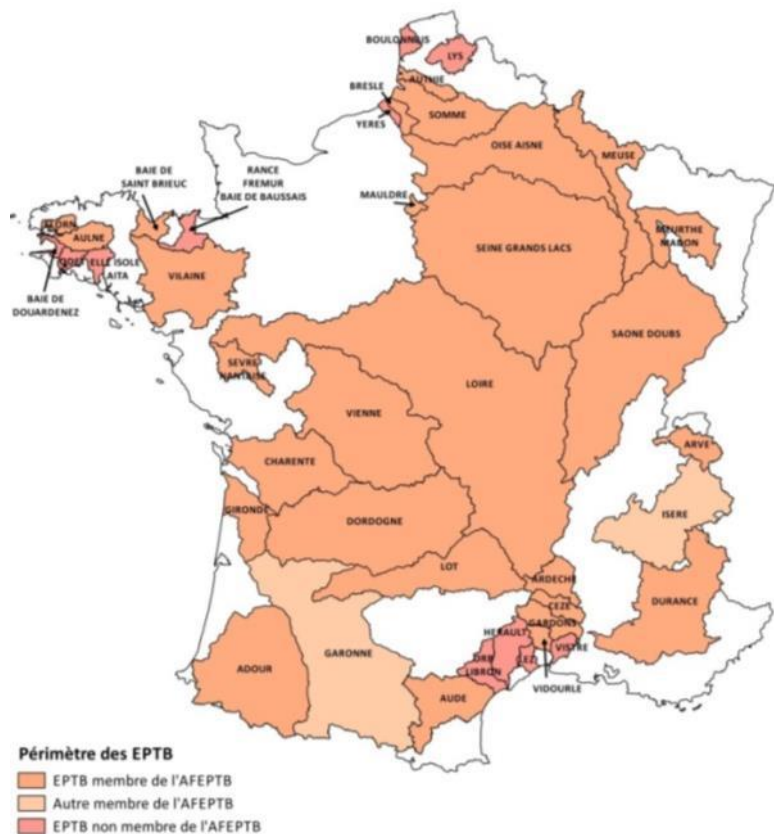 BOULONNUIS
LYS
AUTHIE
BRESLE
SOMME
YERES
OISE AISNE
MEUSE
BAIE DE
SAINT BRIEUC
RANCE
FREMUR
BAIE DE BAUSSAIS
MAULDRE
MEURTHE
MADON
AULNE
SEINE GRANDS LACS
ELLE ISOLE
AITA
VILAINE
BAIE DE
DOUARDENEZ
SAONE DOUBS
SEVRE
NANTAISE
LOIRE
VIENNE
ARVE
CHARENTE
ISERE
GIRONDE
DORDOGNE
LOT
ARDECHE
CEZE
DURANCE
GARDONS
HERAULT
VISTRE
GARONNE
ORB
LIBRON
ADOUR
AUDE
VIDOURLE
Périmètre des EPTB
EPTB membre de l'AFEPTB
Autre membre de l'AFEPTB
EPTB non membre de l'AFEPTB